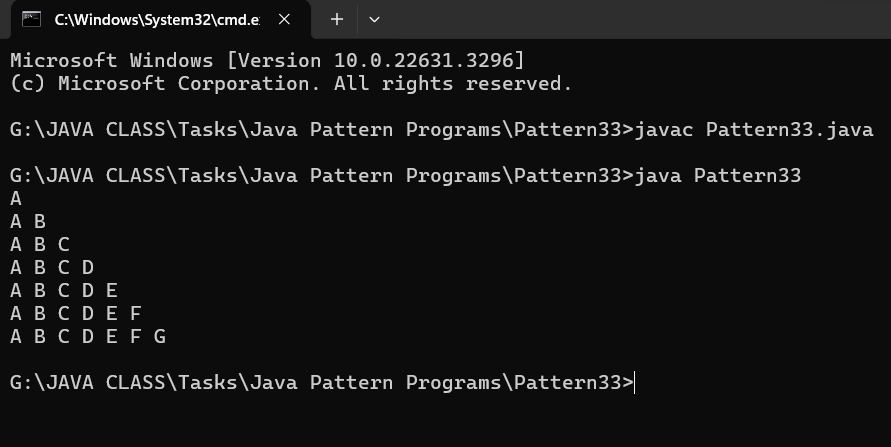 C:\Windows\System32\cmd.e
Microsoft Windows [Version 10.0.22631.3296]
(c) Microsoft Corporation. All rights reserved.
G:\JAVA CLASS\Tasks\Java Pattern Programs\Pattern33>javac Pattern33.java
G:\JAVA CLASS\Tasks\Java Pattern Programs\Pattern33>java Pattern33
A
A B
A B C
A B C D
A B C D E
A B C D E F
A B C D E F G
G:\JAVA CLASS\Tasks\Java Pattern Programs\Pattern33>